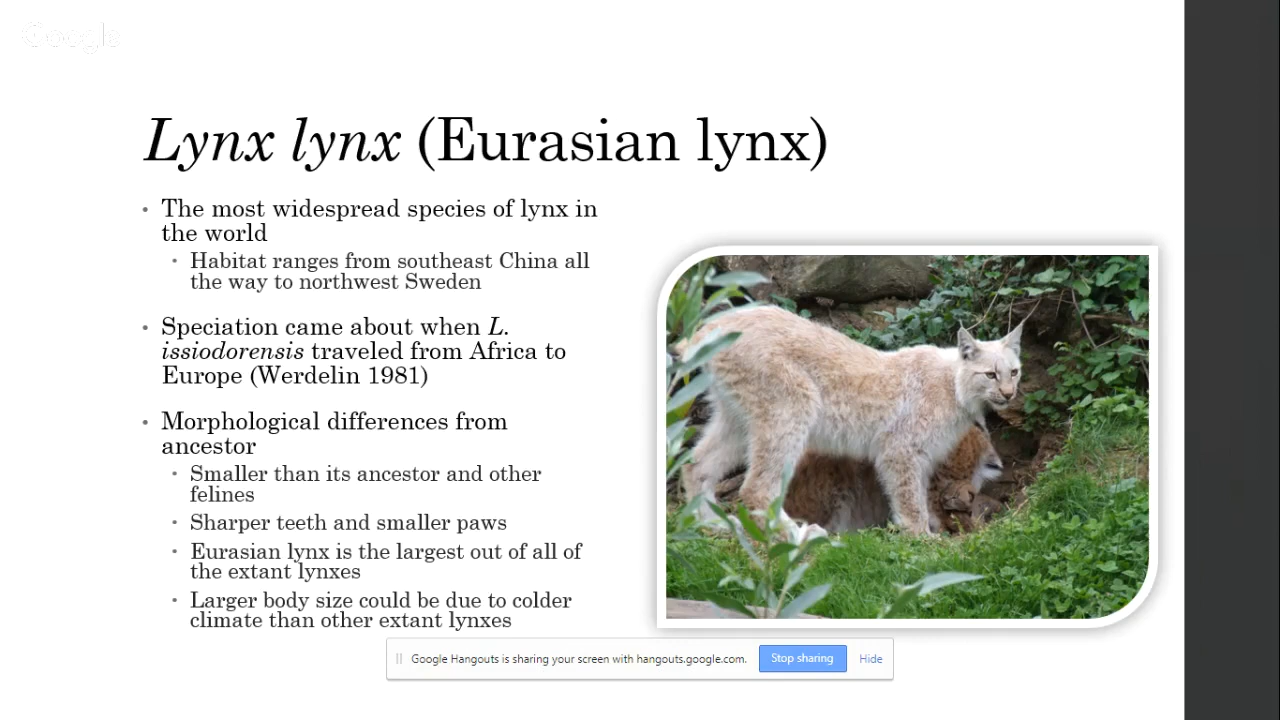 Google
Lynx lynx (Eurasian lynx)
• The most widespread species of lynx in
the world
• Habitat ranges from southeast China all
the way to northwest Sweden
• Speciation came about when L.
issiodorensis traveled from Africa to
Europe (Werdelin 1981)
• Morphological differences from
ancestor
• Smaller than its ancestor and other
felines
• Sharper teeth and smaller paws
• Eurasian lynx is the largest out of all of
the extant lynxes
• Larger body size could be due to colder
climate than other extant lynxes
Google Hangouts is sharing your screen with hangouts.google.com. Stop sharing Hide